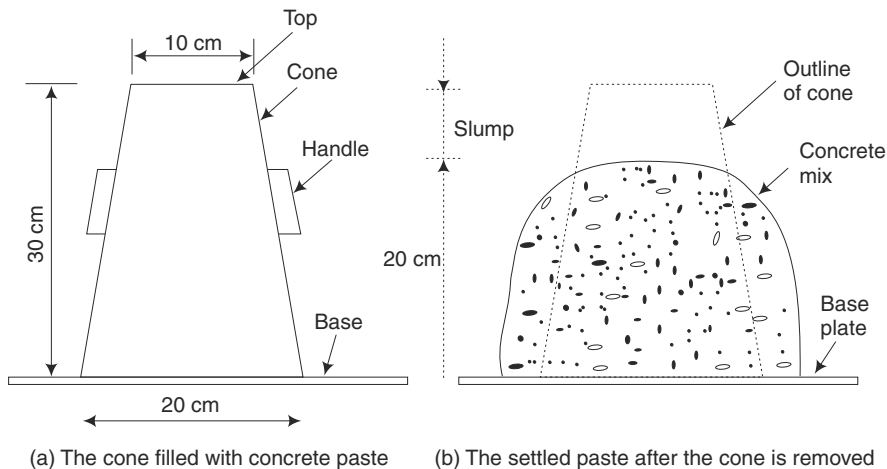 10 cm
Top
Cone
Handle
30 cm
Base
20 cm
(a) The cone filled with concrete paste
Slump
20 cm
Outline
of cone
Concrete
mix
Base
plate
(b) The settled paste after the cone is removed